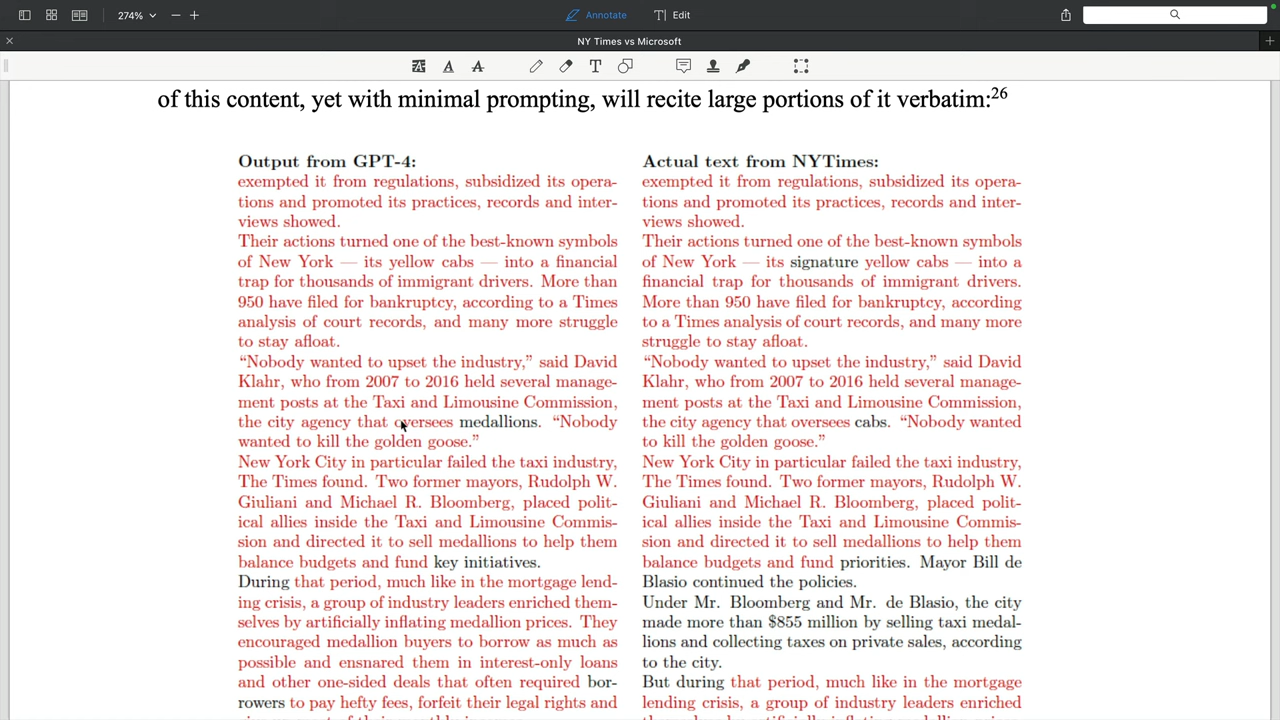 274%
Annotate
Edit
NY Times vs Microsoft
of this content, yet with minimal prompting, will recite large portions of it verbatim:26
Output from GPT-4:
exempted it from regulations, subsidized its opera-
tions and promoted its practices, records and inter-
views showed.
Their actions turned one of the best-known symbols
of New York — its yellow cabs — into a financial
trap for thousands of immigrant drivers. More than
950 have filed for bankruptcy, according to a Times
analysis of court records, and many more struggle
to stay afloat.
“Nobody wanted to upset the industry,” said David
Klahr, who from 2007 to 2016 held several manage-
ment posts at the Taxi and Limousine Commission,
the city agency that oversees medallions. “Nobody
wanted to kill the golden goose.”
New York City in particular failed the taxi industry,
The Times found. Two former mayors, Rudolph W.
Giuliani and Michael R. Bloomberg, placed polit-
ical allies inside the Taxi and Limousine Commis-
sion and directed it to sell medallions to help them
balance budgets and fund key initiatives.
During that period, much like in the mortgage lend-
ing crisis, a group of industry leaders enriched them-
selves by artificially inflating medallion prices. They
encouraged medallion buyers to borrow as much as
possible and ensnared them in interest-only loans
and other one-sided deals that often required bor-
rowers to pay hefty fees, forfeit their legal rights and
Actual text from NYTimes:
exempted it from regulations, subsidized its opera-
tions and promoted its practices, records and inter-
views showed.
Their actions turned one of the best-known symbols
of New York — its signature yellow cabs — into a
financial trap for thousands of immigrant drivers.
More than 950 have filed for bankruptcy, according
to a Times analysis of court records, and many more
struggle to stay afloat.
“Nobody wanted to upset the industry,” said David
Klahr, who from 2007 to 2016 held several manage-
ment posts at the Taxi and Limousine Commission,
the city agency that oversees cabs. “Nobody wanted
to kill the golden goose.”
New York City in particular failed the taxi industry,
The Times found. Two former mayors, Rudolph W.
Giuliani and Michael R. Bloomberg, placed polit-
ical allies inside the Taxi and Limousine Commis-
sion and directed it to sell medallions to help them
balance budgets and fund priorities. Mayor Bill de
Blasio continued the policies.
Under Mr. Bloomberg and Mr. de Blasio, the city
made more than $855 million by selling taxi medal-
lions and collecting taxes on private sales, according
to the city.
But during that period, much like in the mortgage
lending crisis, a group of industry leaders enriched